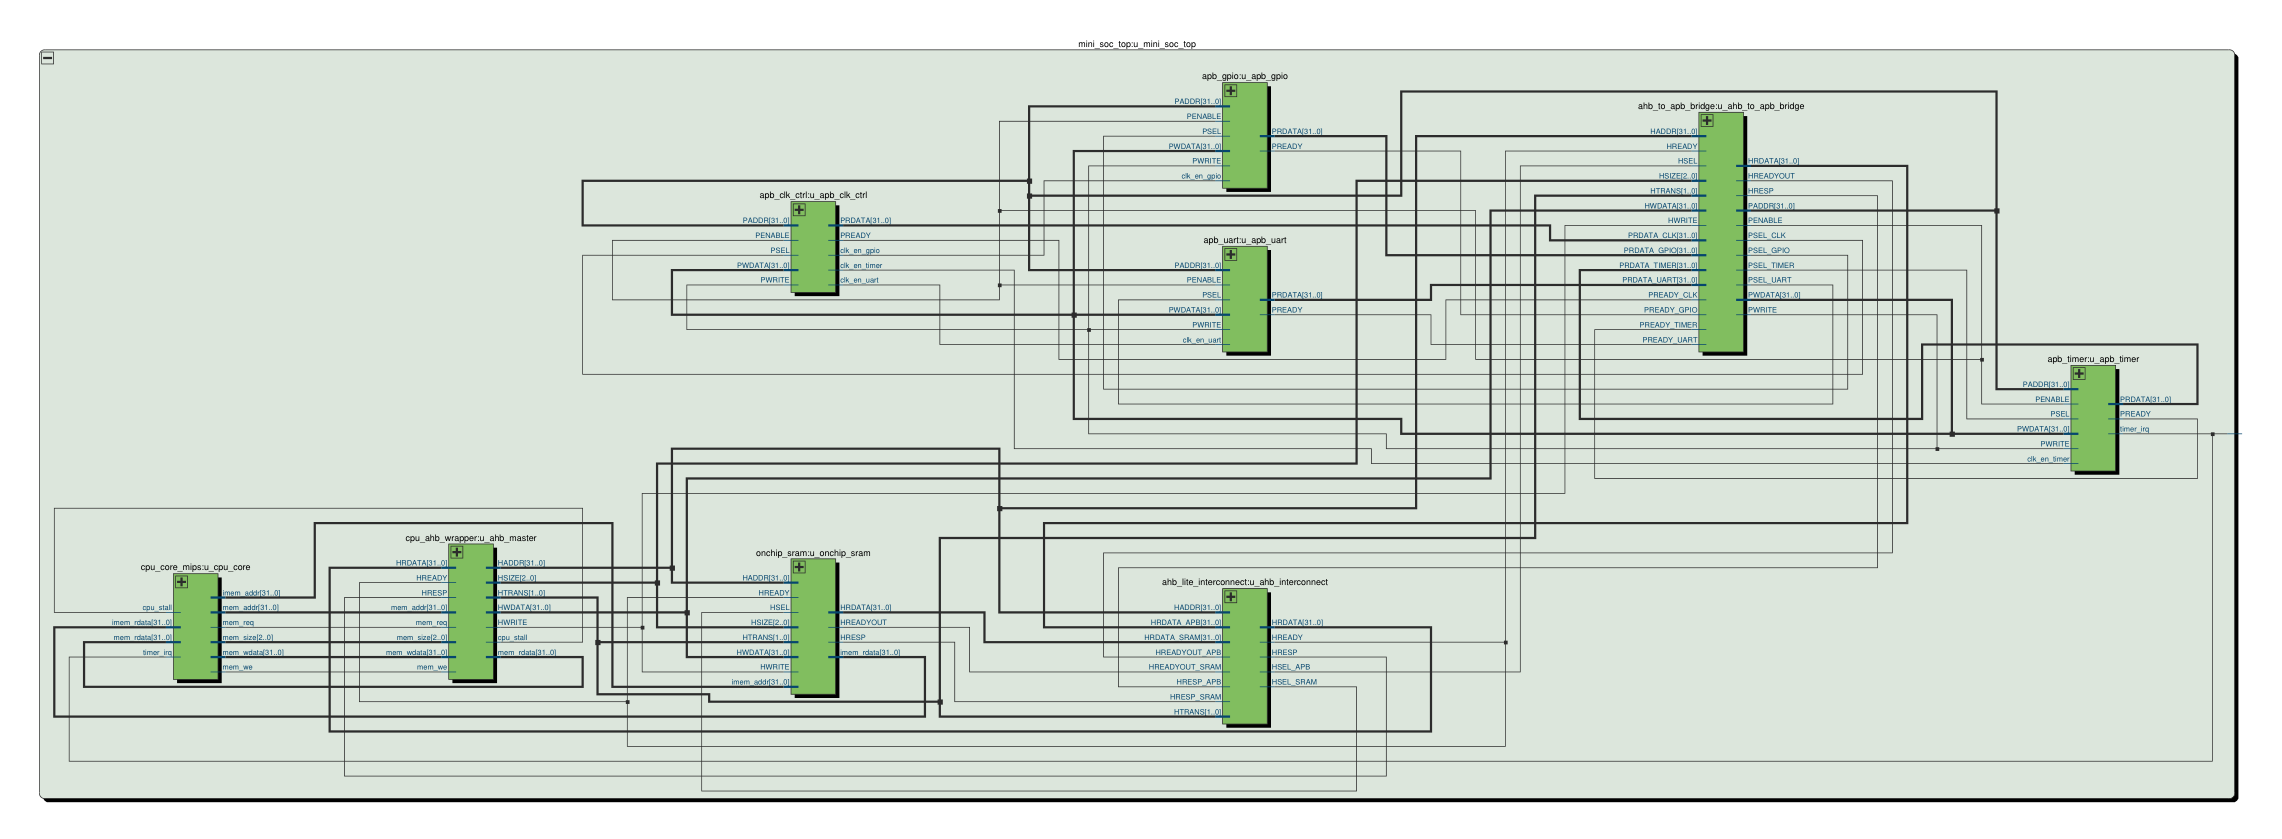 mini_soc_top:u_mini_soc_top
apb_gpio:u_apb_gpio
PADDR[31..0]
PENABLE
PSEL
PWDATA[31..0]
PWRITE
clk_en_gpio
PRDATA[31..0]
PREADY
ahb_to_apb_bridge:u_ahb_to_apb_bridge
HADDR[31..0]
HREADY
HSEL
HSIZE[2..0]
HTRANS[1..0]
HWDATA[31..0]
HWRITE
PRDATA_CLK[31..0]
PRDATA_GPIO[31..0]
PRDATA_TIMER[31..0]
PRDATA_UART[31..0]
PREADY_CLK
PREADY_GPIO
PREADY_TIMER
PREADY_UART
HRDATA[31..0]
HREADYOUT
HRESP
PADDR[31..0]
PENABLE
PSEL_CLK
PSEL_GPIO
PSEL_TIMER
PSEL_UART
PWDATA[31..0]
PWRITE
apb_clk_ctrl:u_apb_clk_ctrl
PADDR[31..0]
PENABLE
PSEL
PWDATA[31..0]
PWRITE
PRDATA[31..0]
PREADY
clk_en_gpio
clk_en_timer
clk_en_uart
apb_uart:u_apb_uart
PADDR[31..0]
PENABLE
PSEL
PWDATA[31..0]
PWRITE
clk_en_uart
PRDATA[31..0]
PREADY
apb_timer:u_apb_timer
PADDR[31..0]
PENABLE
PSEL
PWDATA[31..0]
PWRITE
clk_en_timer
PRDATA[31..0]
PREADY
timer_irq
cpu_core_mips:u_cpu_core
cpu_stall
imem_rdata[31..0]
mem_rdata[31..0]
timer_irq
imem_addr[31..0]
mem_addr[31..0]
mem_req
mem_size[2..0]
mem_wdata[31..0]
mem_we
cpu_ahb_wrapper:u_ahb_master
HRDATA[31..0]
HREADY
HRESP
mem_addr[31..0]
mem_req
mem_size[2..0]
mem_wdata[31..0]
mem_we
HADDR[31..0]
HSIZE[2..0]
HTRANS[1..0]
HWDATA[31..0]
HWRITE
cpu_stall
mem_rdata[31..0]
onchip_sram:u_onchip_sram
HADDR[31..0]
HREADY
HSEL
HSIZE[2..0]
HTRANS[1..0]
HWDATA[31..0]
HWRITE
imem_addr[31..0]
HRDATA[31..0]
HREADYOUT
HRESP
imem_rdata[31..0]
ahb_lite_interconnect:u_ahb_interconnect
HADDR[31..0]
HRDATA_APB[31..0]
HRDATA_SRAM[31..0]
HREADYOUT_APB
HREADYOUT_SRAM
HRESP_APB
HRESP_SRAM
HTRANS[1..0]
HRDATA[31..0]
HREADY
HRESP
HSEL_APB
HSEL_SRAM